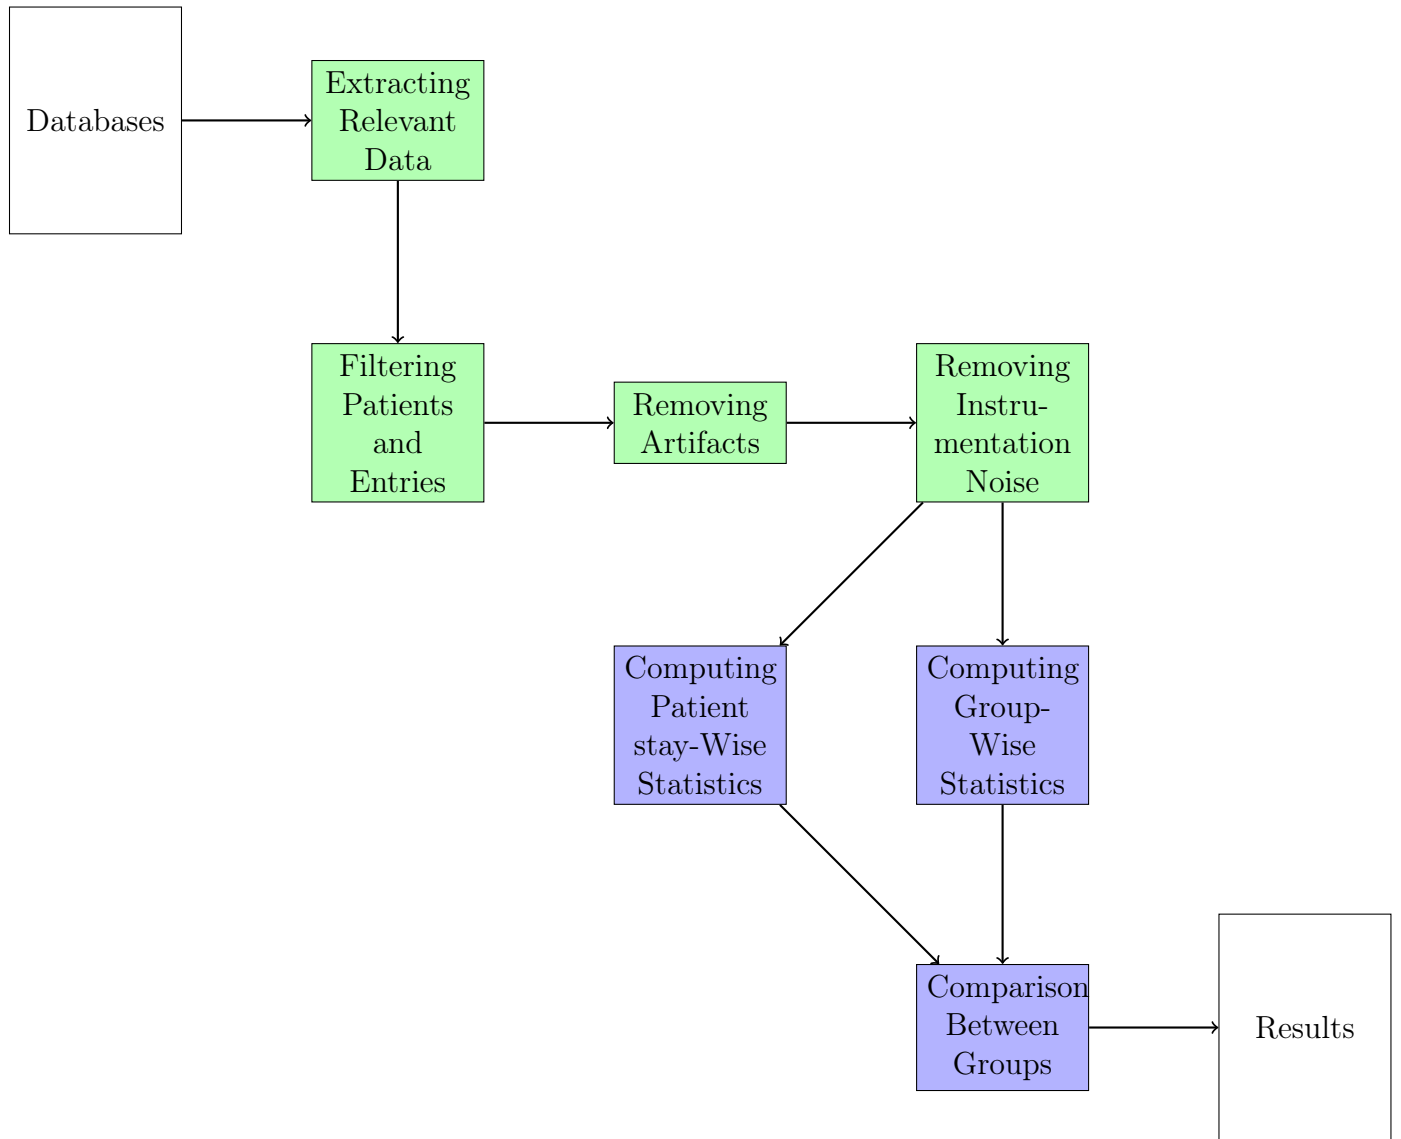 Databases
Extracting
Relevant
Data
Filtering
Patients
and
Entries
Removing
Artifacts
Removing
Instru-
mentation
Noise
Computing
Patient
stay-Wise
Statistics
Computing
Group-
Wise
Statistics
Comparison
Between
Groups
Results